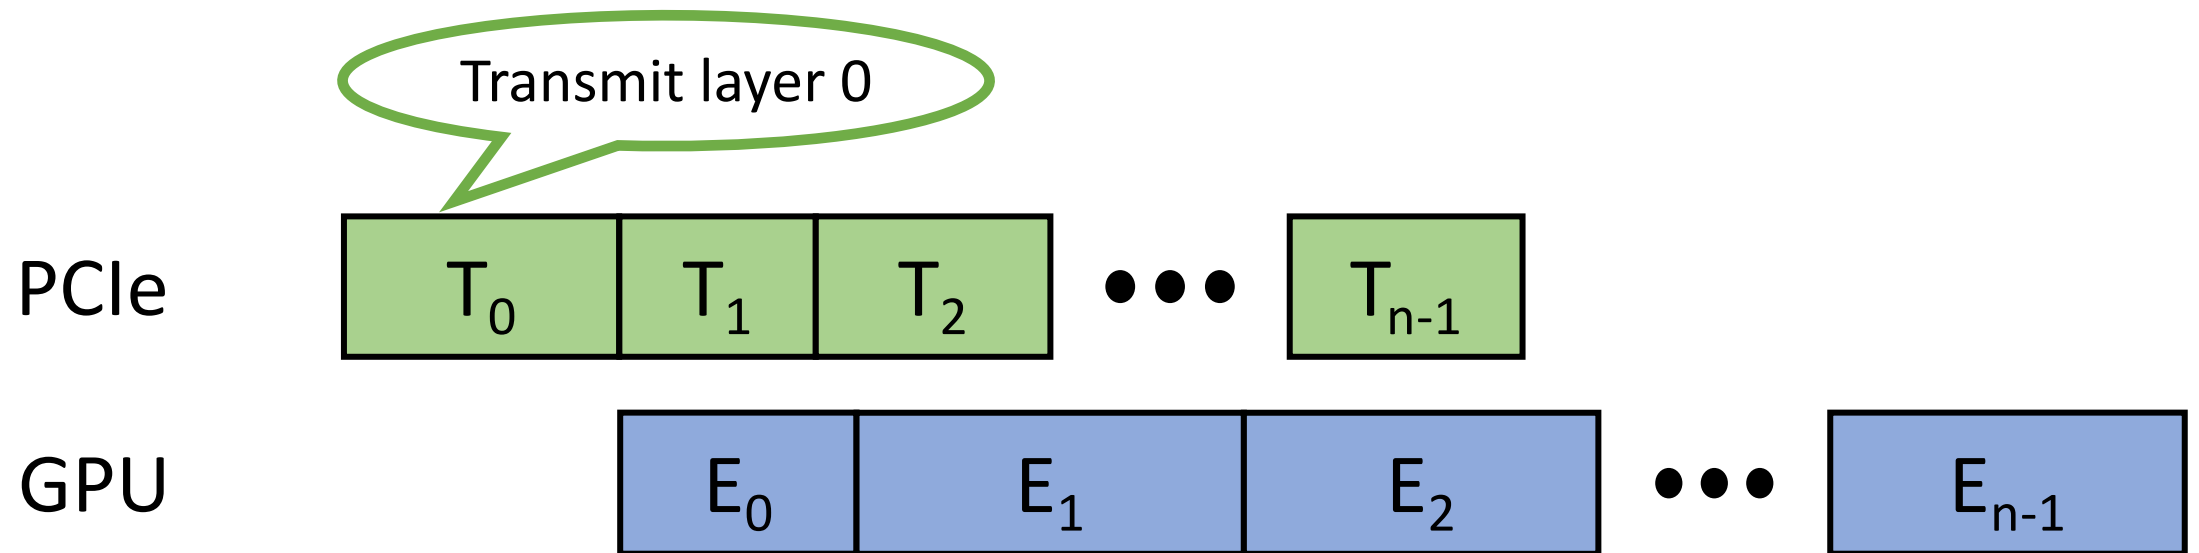 Transmit layer 0
PCIe T₀ T₁ T₂ ••• Tₙ₋₁
GPU E₀ E₁ E₂ ••• Eₙ₋₁